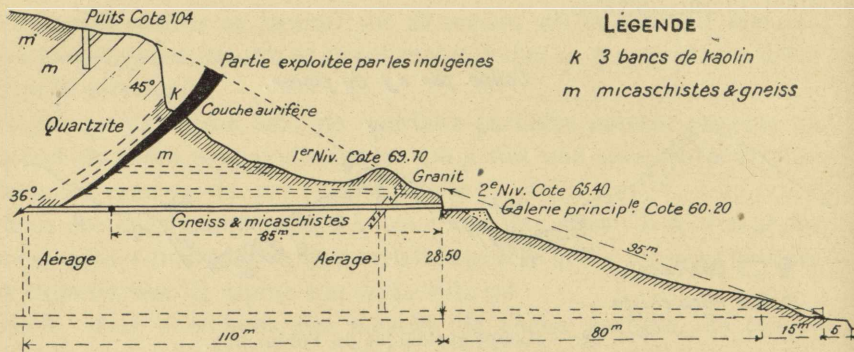 Puits Cote 104
LÉGENDE
k 3 bancs de kaolin
m micaschistes & gneiss
m
m
Partie exploitée par les indigènes
45°
k
Couche aurifère
Quartzite
m
1er Niv. Cote 69.70
Granit
2e Niv. Cote 65.40
Galerie princip.le Cote 60.20
36°
Gneiss & micaschistes
85m
95m
Aérage
Aérage
28.50
110m
80m
15m
5